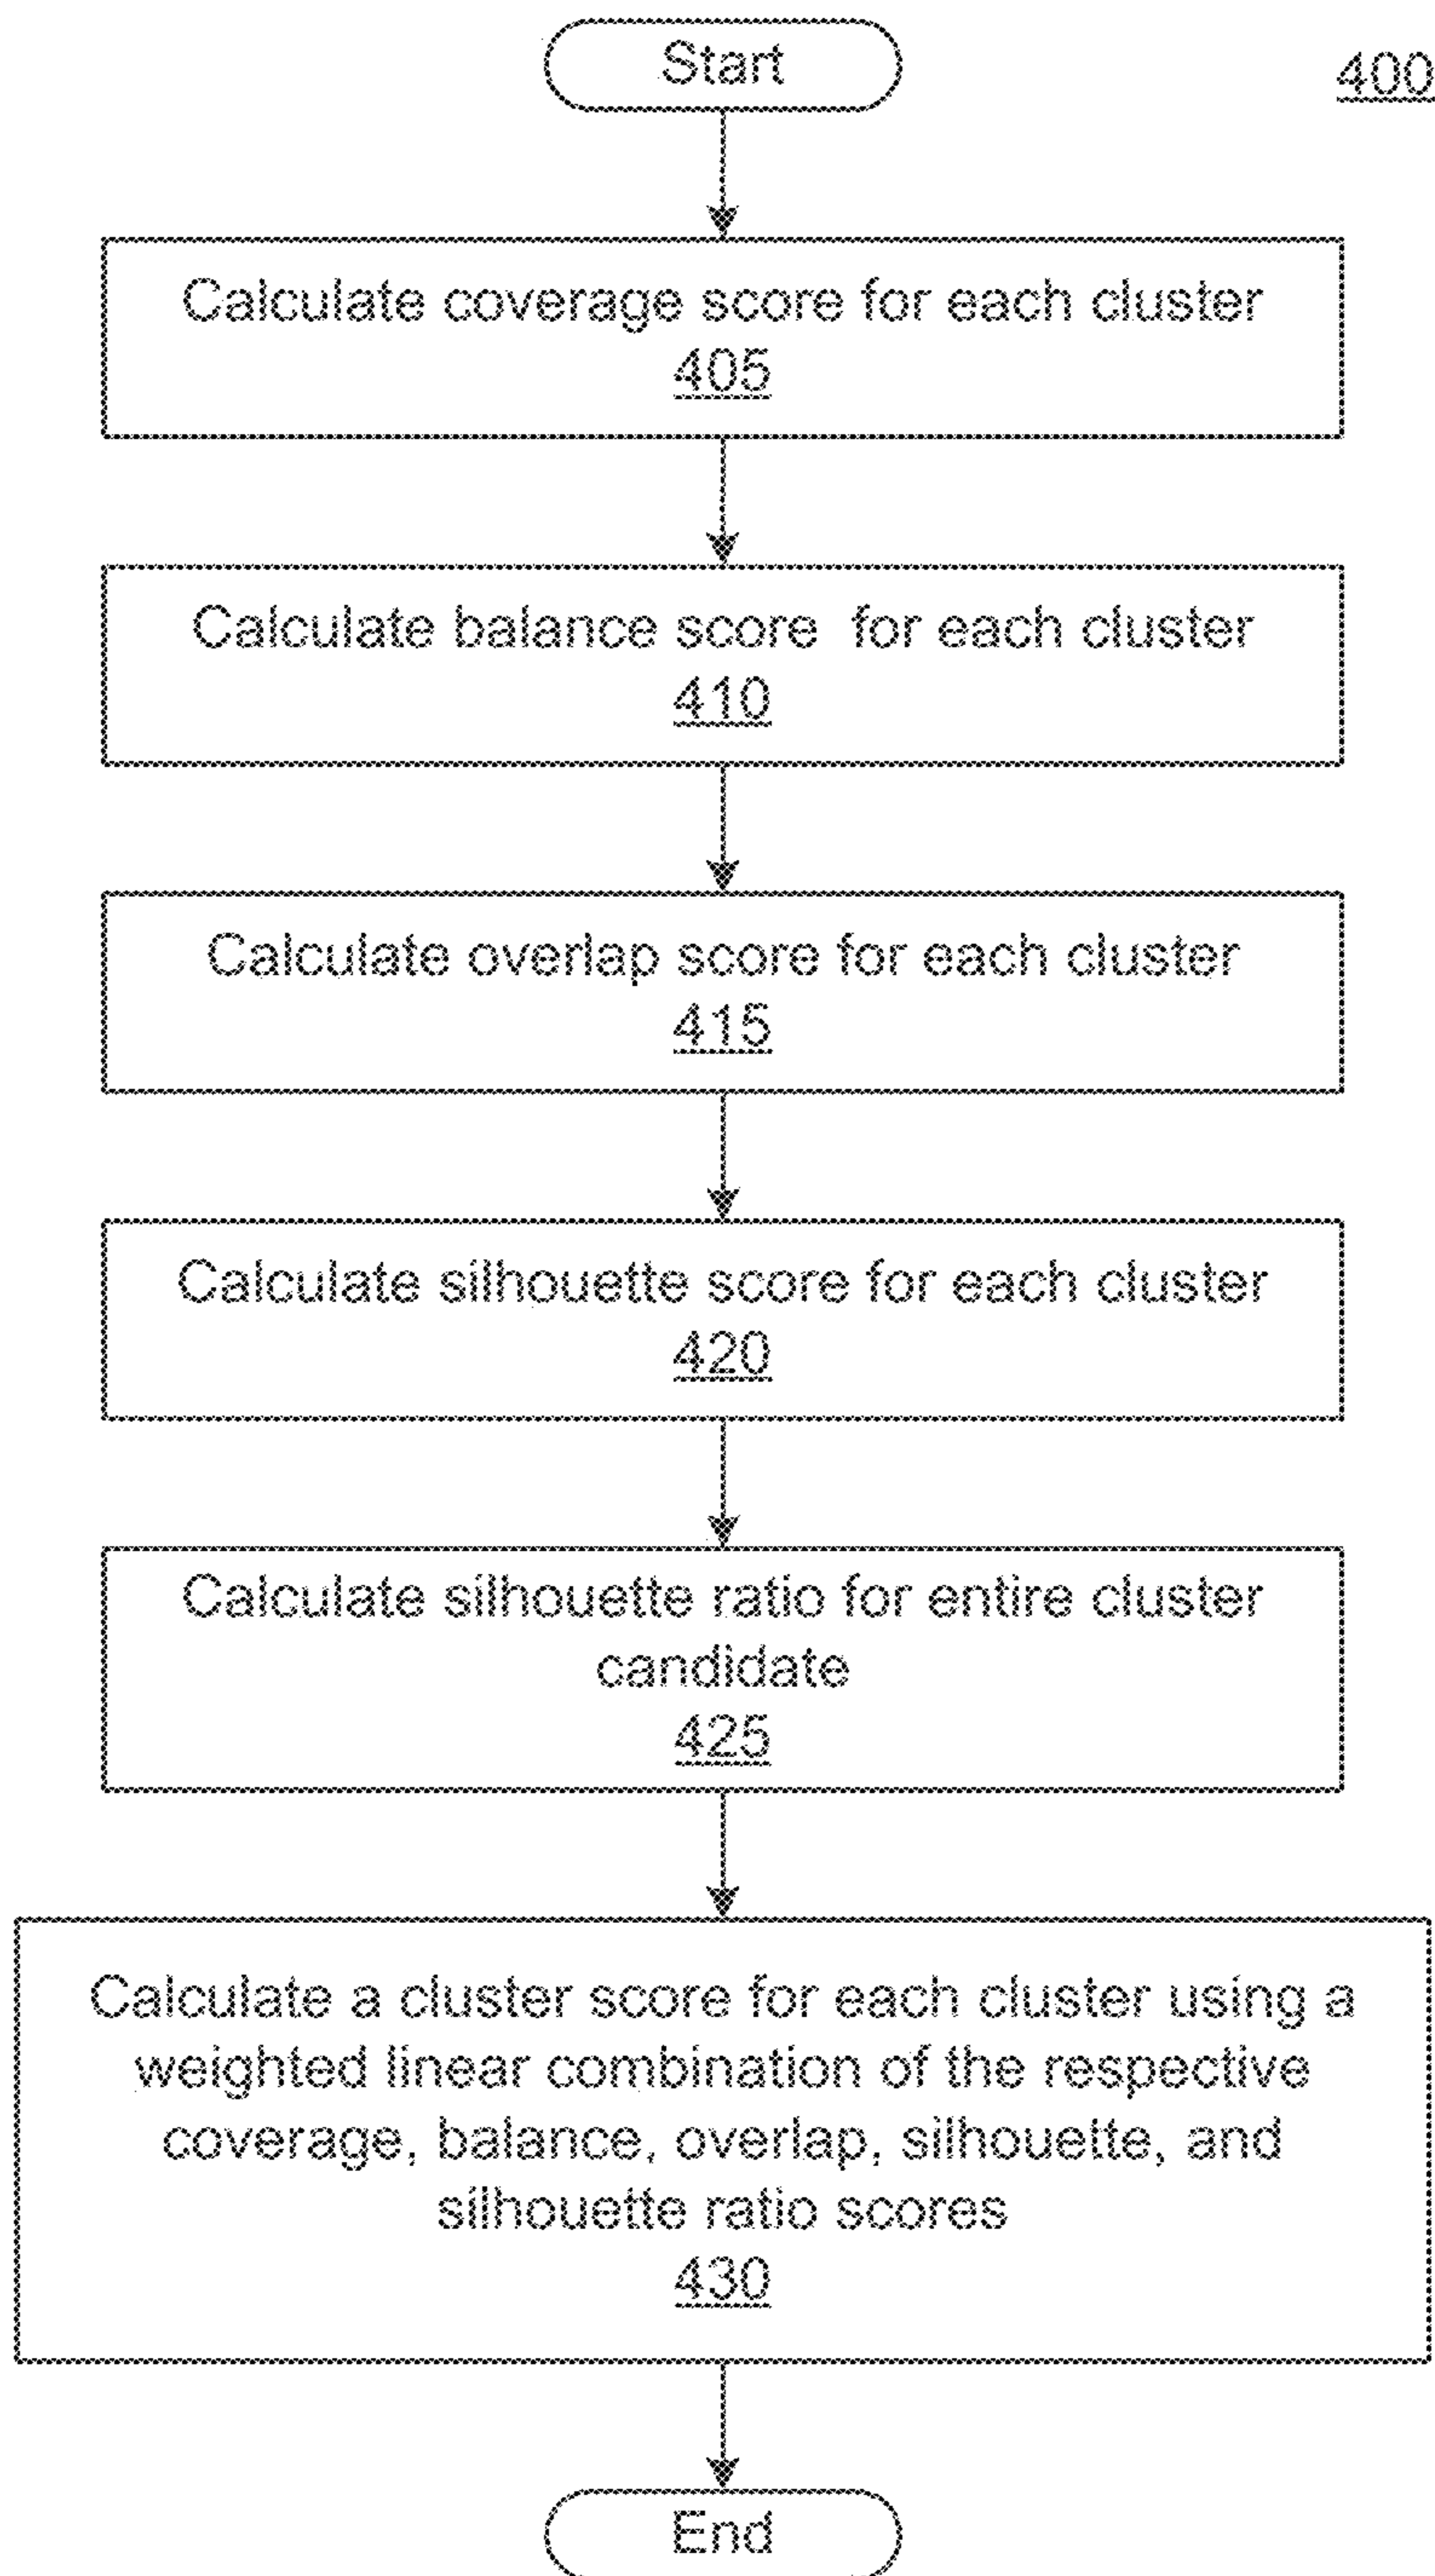 Start
400
Calculate coverage score for each cluster
405
Calculate balance score for each cluster
410
Calculate overlap score for each cluster
415
Calculate silhouette score for each cluster
420
Calculate silhouette ratio for entire cluster
candidate
425
Calculate a cluster score for each cluster using a
weighted linear combination of the respective
coverage, balance, overlap, silhouette, and
silhouette ratio scores
430
End